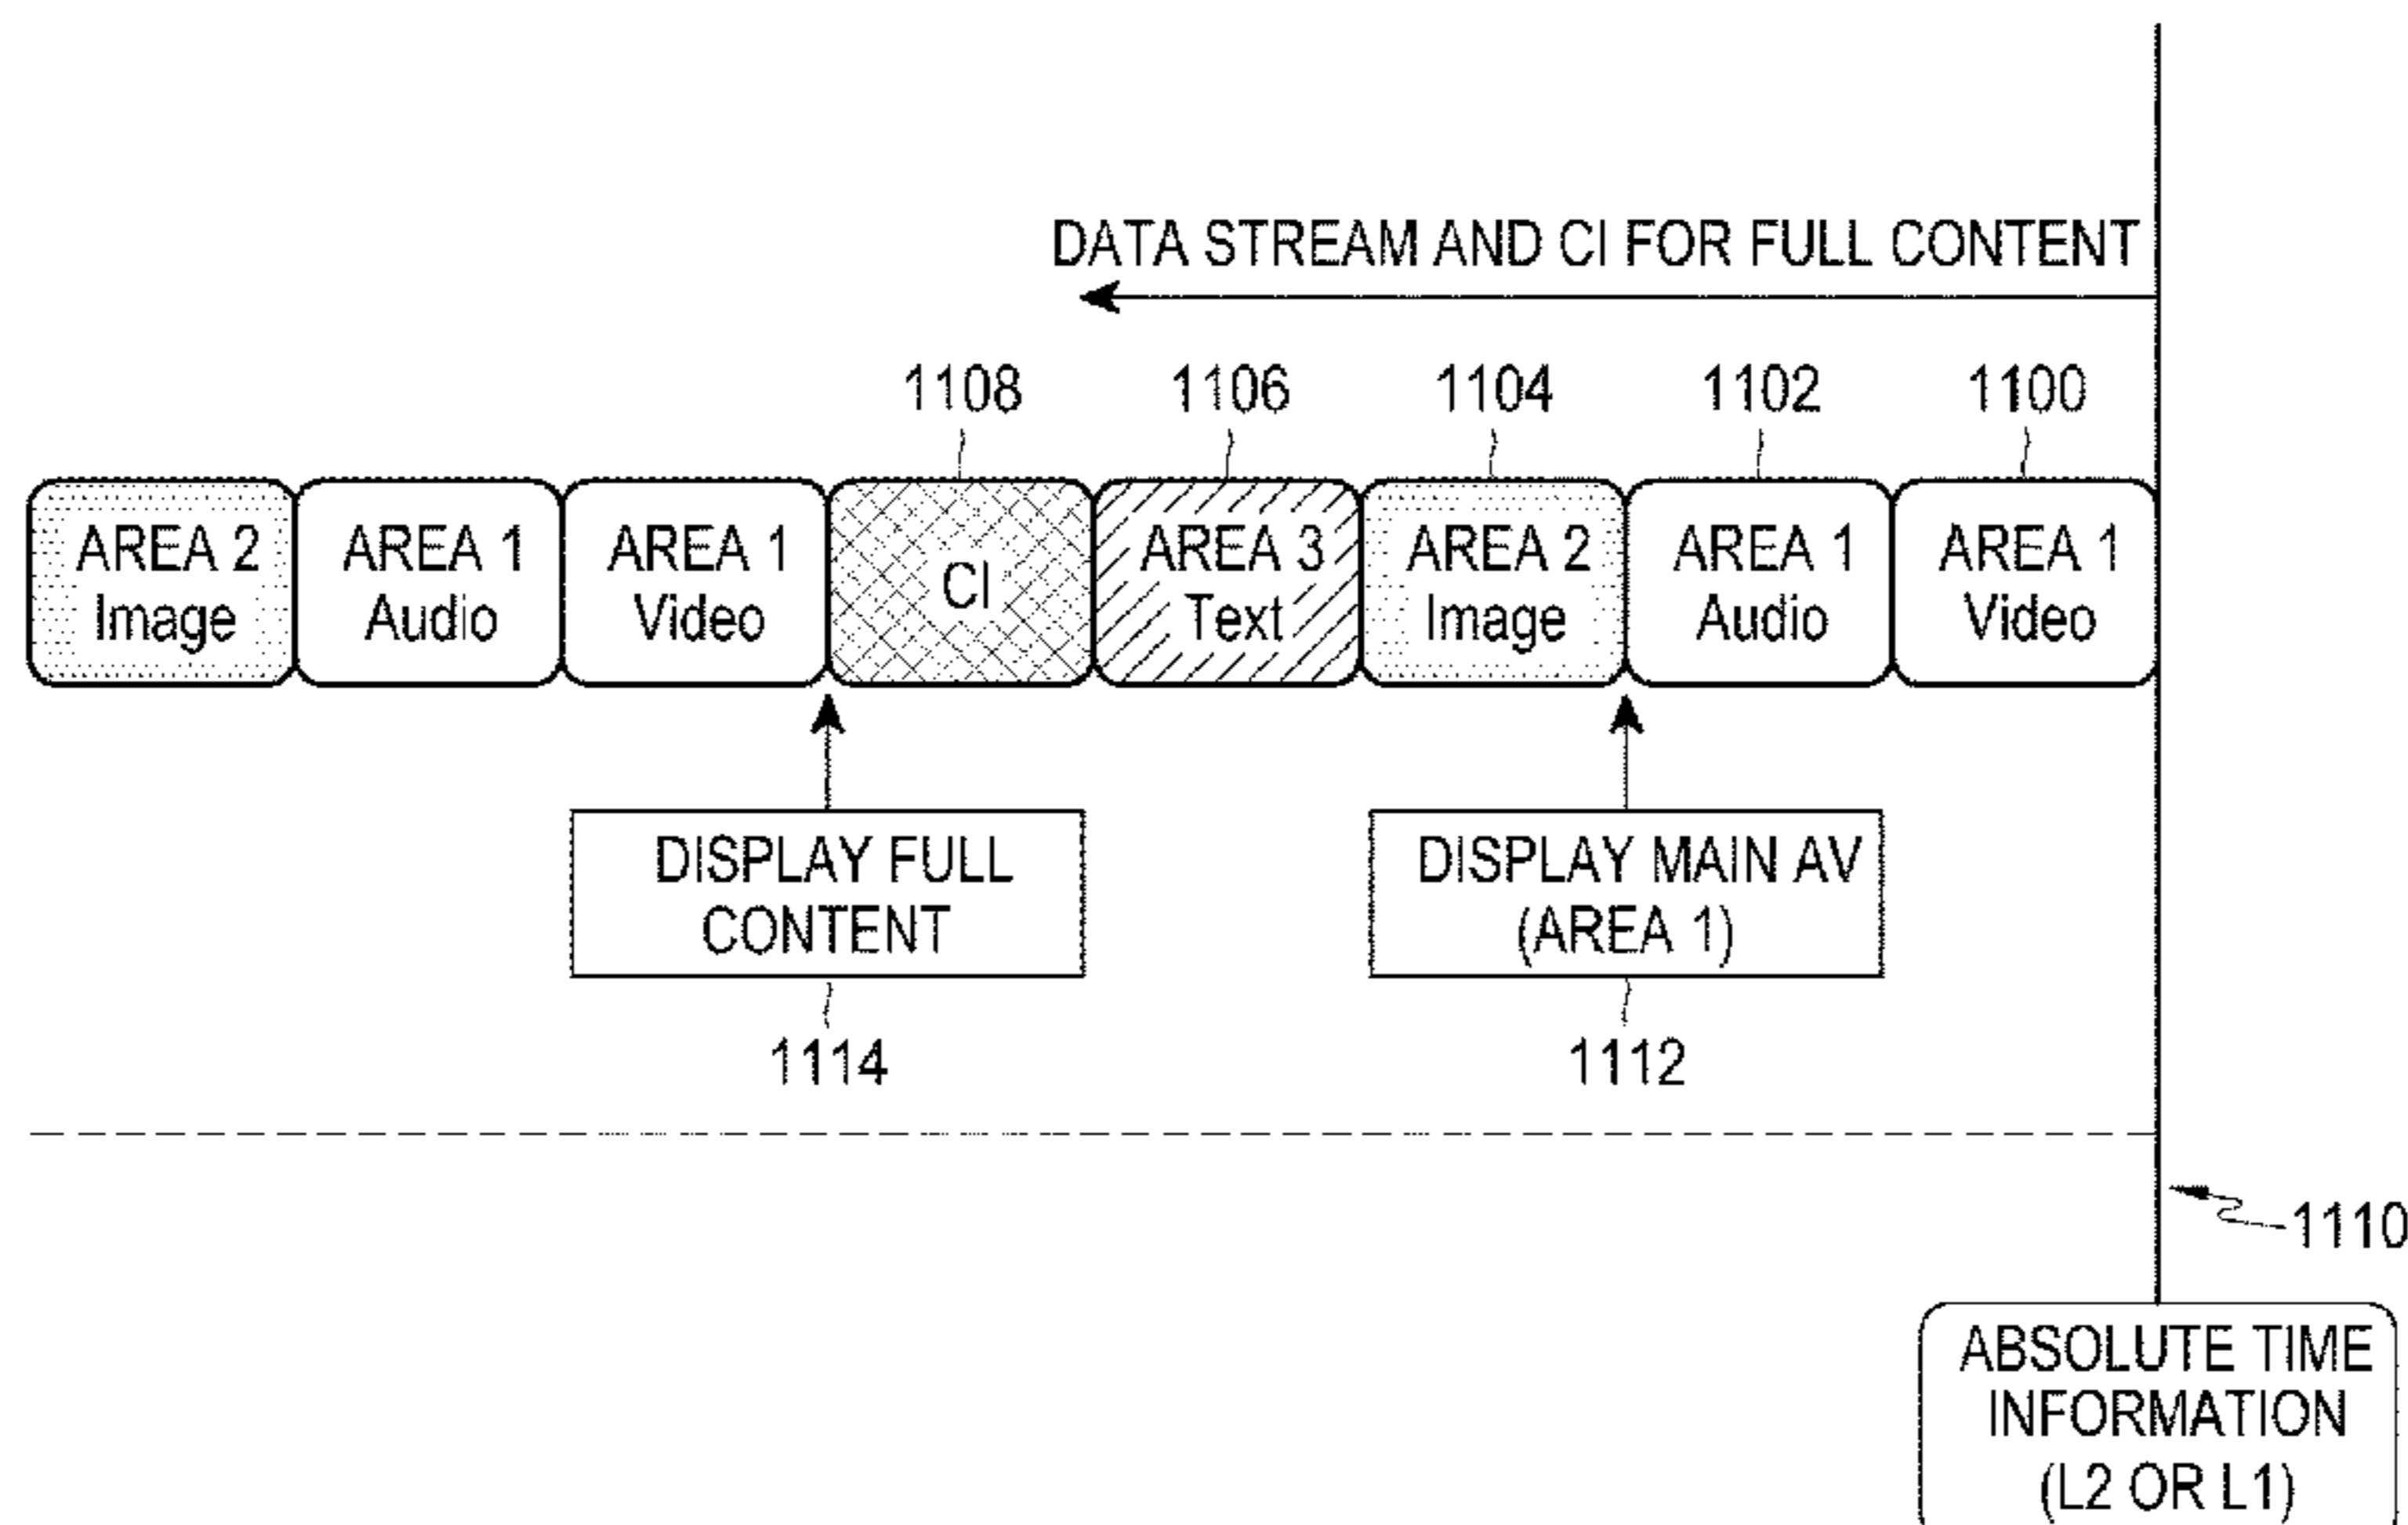 DATA STREAM AND CI FOR FULL CONTENT
1108 1106 1104 1102 1100
AREA 2 AREA 1 AREA 1 CI AREA 3 AREA 2 AREA 1 AREA 1
Image Audio Video Text Image Audio Video
DISPLAY FULL
CONTENT
DISPLAY MAIN AV
(AREA 1)
1114 1112
1110
ABSOLUTE TIME
INFORMATION
(L2 OR L1)